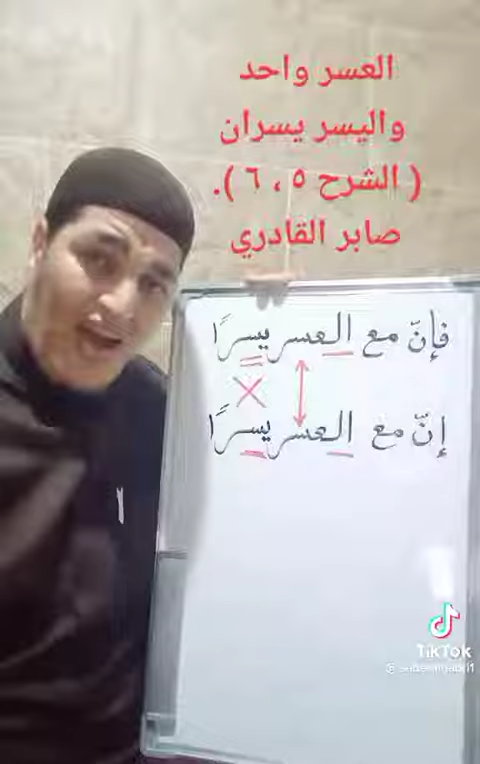 العسر واحد
واليسر يسران
( الشرح ٥ ، ٦ ).
صابر القادري
فإنّ مع العسر يسرًا
إنّ مع العسر يسرًا
TikTok